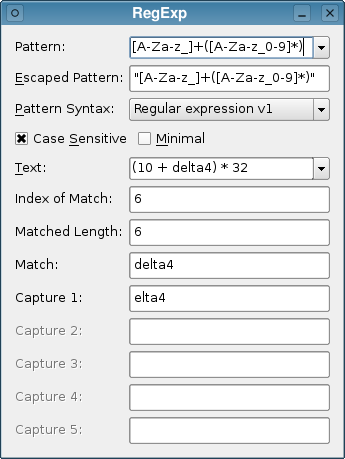 RegExp
Pattern: [A-Za-z_]+([A-Za-z_0-9]*)
Escaped Pattern: "[A-Za-z_]+([A-Za-z_0-9]*)"
Pattern Syntax: Regular expression v1
Case Sensitive Minimal
Text: (10 + delta4) * 32
Index of Match: 6
Matched Length: 6
Match: delta4
Capture 1: elta4
Capture 2:
Capture 3:
Capture 4:
Capture 5: